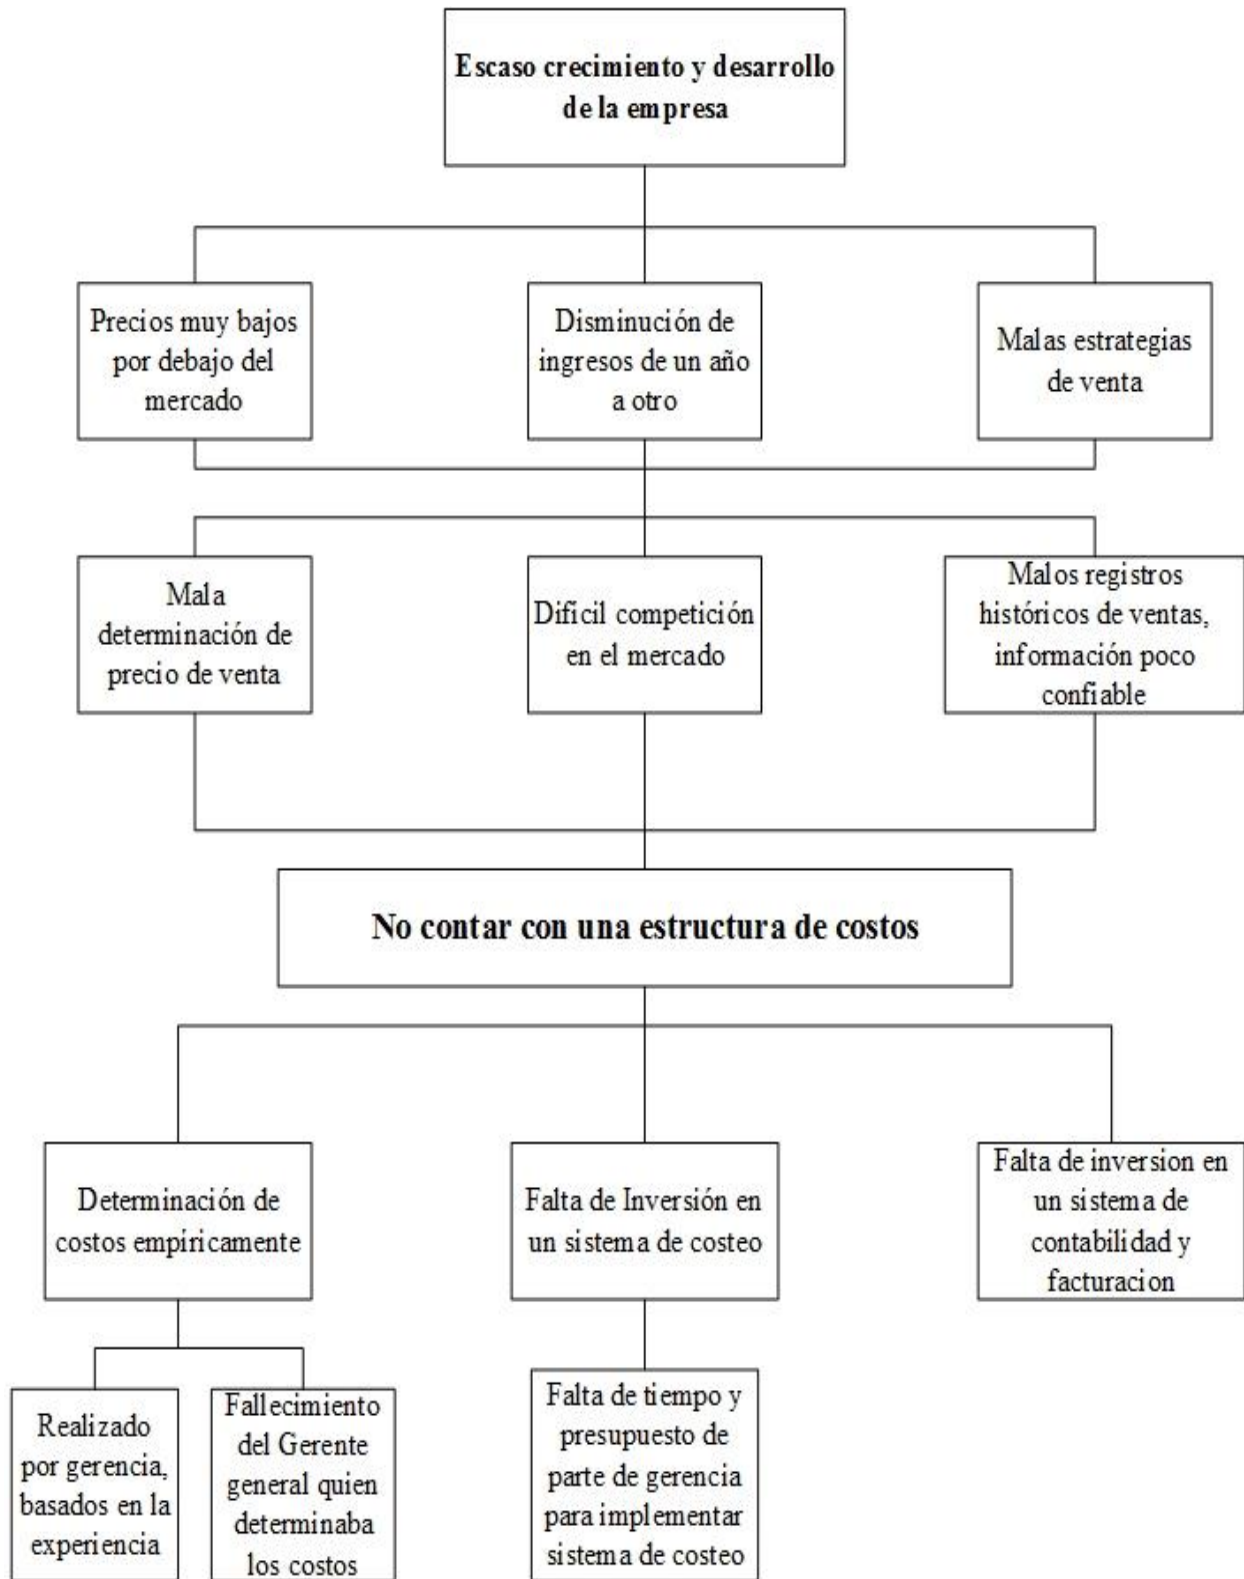 Escaso crecimiento y desarrollo
de la empresa
Precios muy bajos
por debajo del
mercado
Disminución de
ingresos de un año
a otro
Malas estrategias
de venta
Mala
determinación de
precio de venta
Difícil competición
en el mercado
Malos registros
históricos de ventas,
información poco
confiable
No contar con una estructura de costos
Determinación de
costos empíricamente
Falta de Inversión en
un sistema de costeo
Falta de inversion en
un sistema de
contabilidad y
facturacion
Realizado
por gerencia,
basados en la
experiencia
Fallecimiento
del Gerente
general quien
determinaba
los costos
Falta de tiempo y
presupuesto de
parte de gerencia
para implementar
sistema de costeo